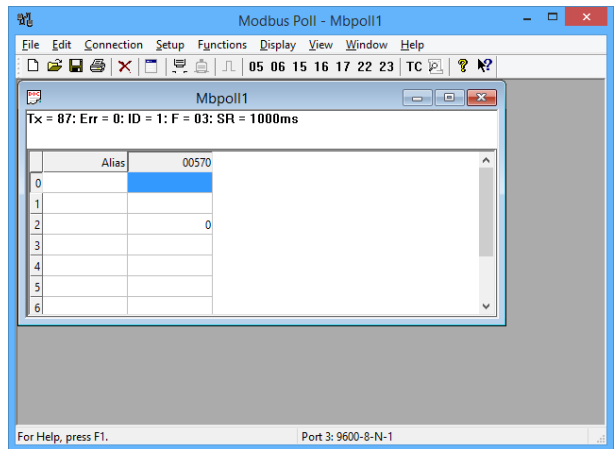 Modbus Poll - Mbpoll1
File Edit Connection Setup Functions Display View Window Help
05 06 15 16 17 22 23 TC
Mbpoll1
Tx = 87: Err = 0: ID = 1: F = 03: SR = 1000ms
Alias 00570
0
1
2 0
3
4
5
6
For Help, press F1. Port 3: 9600-8-N-1